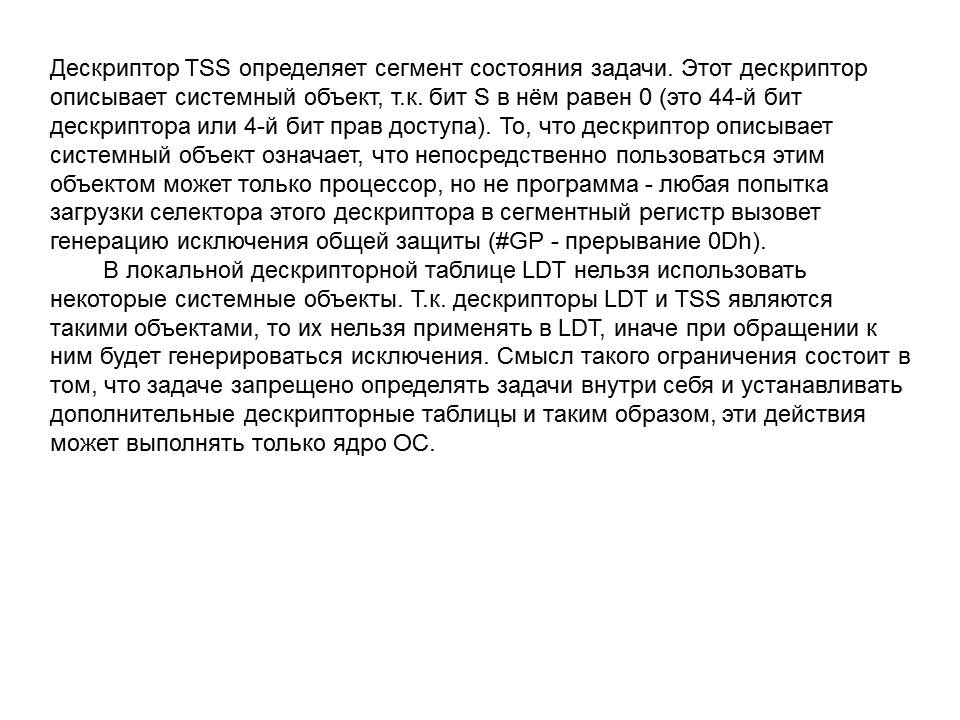 Дескриптор TSS определяет сегмент состояния задачи. Этот дескриптор
описывает системный объект, т.к. бит S в нём равен 0 (это 44-й бит
дескриптора или 4-й бит прав доступа). То, что дескриптор описывает
системный объект означает, что непосредственно пользоваться этим
объектом может только процессор, но не программа - любая попытка
загрузки селектора этого дескриптора в сегментный регистр вызовет
генерацию исключения общей защиты (#GP - прерывание 0Dh).
В локальной дескрипторной таблице LDT нельзя использовать
некоторые системные объекты. Т.к. дескрипторы LDT и TSS являются
такими объектами, то их нельзя применять в LDT, иначе при обращении к
ним будет генерироваться исключения. Смысл такого ограничения состоит в
том, что задаче запрещено определять задачи внутри себя и устанавливать
дополнительные дескрипторные таблицы и таким образом, эти действия
может выполнять только ядро ОС.